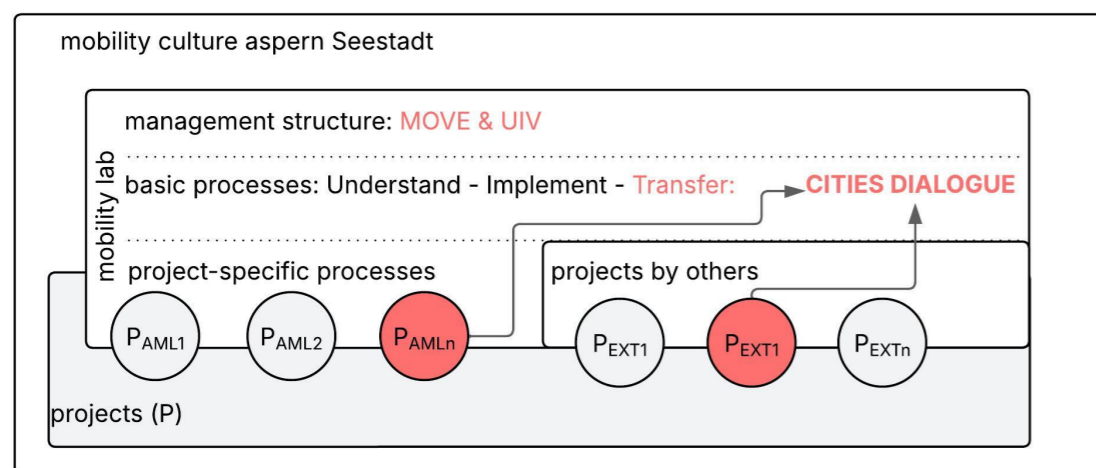 mobility culture aspern Seestadt
mobility lab
management structure: MOVE & UIV
basic processes: Understand - Implement - Transfer: CITIES DIALOGUE
project-specific processes
projects by others
PAML1
PAML2
PAMLn
PEXT1
PEXT1
PEXTn
projects (P)